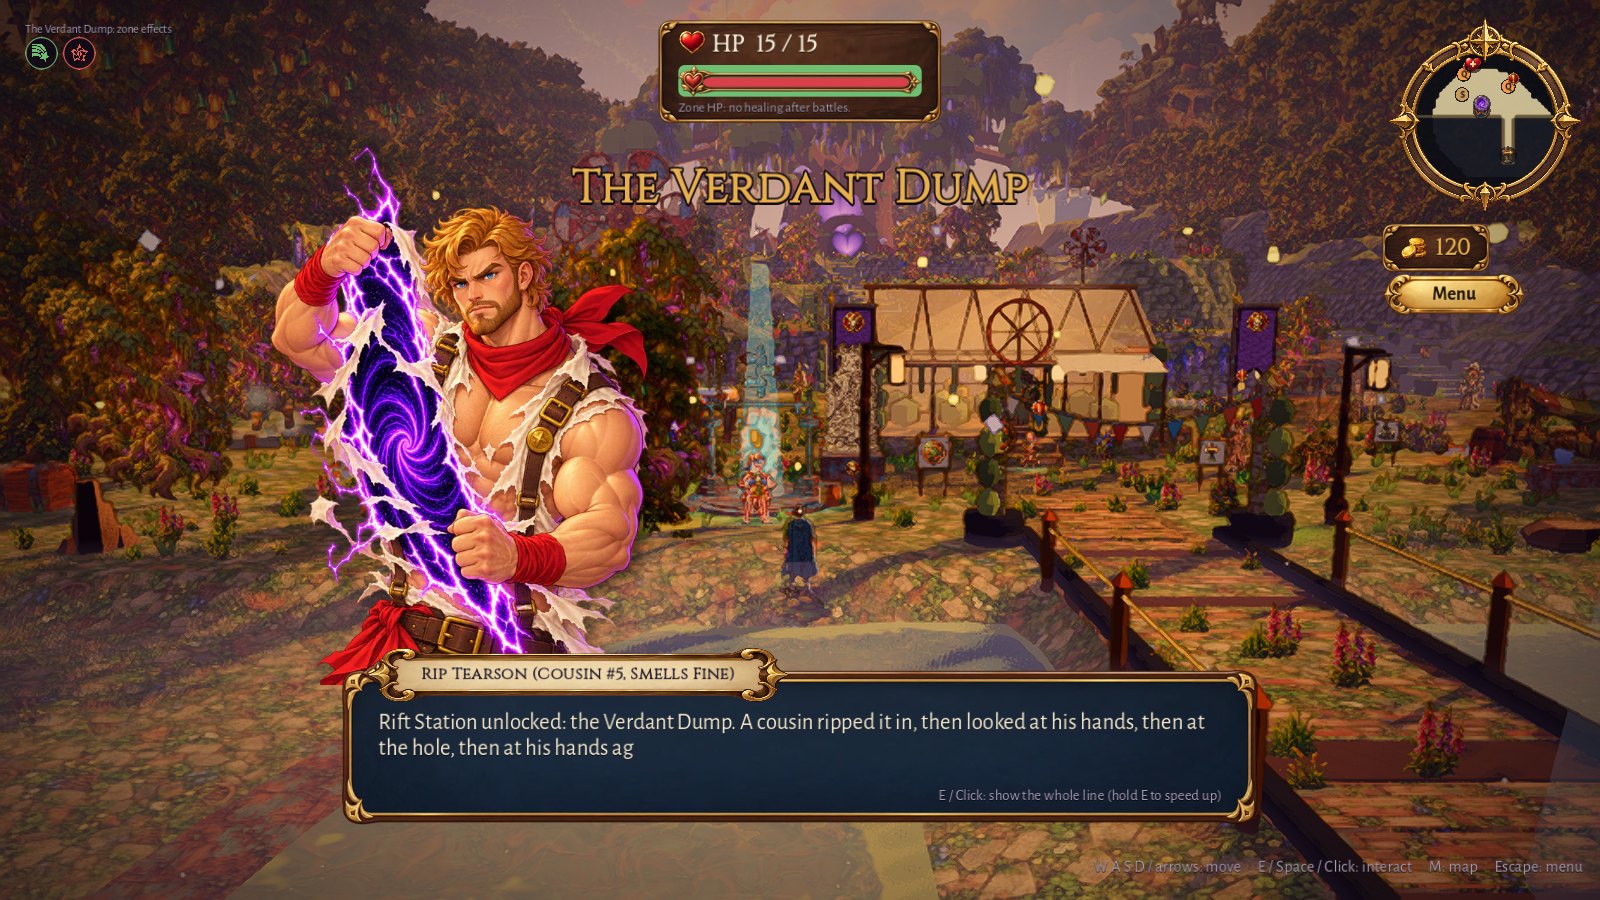 The Verdant Dump: zone effects
HP 15 / 15
Zone HP: no healing after battles.
The Verdant Dump
120
Menu
Rip Tearson (Cousin #5, Smells Fine)
Rift Station unlocked: the Verdant Dump. A cousin ripped it in, then looked at his hands, then at
the hole, then at his hands ag
E / Click: show the whole line (hold E to speed up)
W A S D / arrows: move E / Space / Click: interact M: map Escape: menu